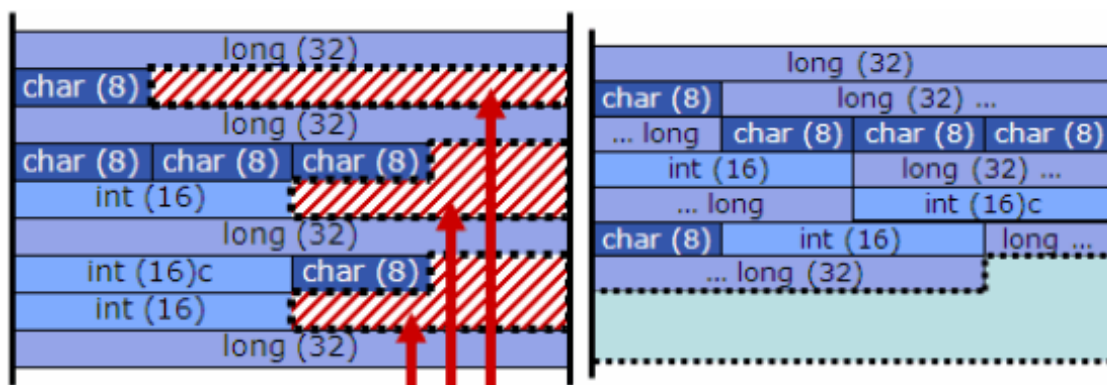 long (32)
char (8)
long (32)
char (8) char (8) char (8)
int (16)
long (32)
int (16)c char (8)
int (16)
long (32)
long (32)
char (8) long (32) ...
... long char (8) char (8) char (8)
int (16) long (32) ...
... long int (16)c
char (8) int (16) long ...
... long (32)